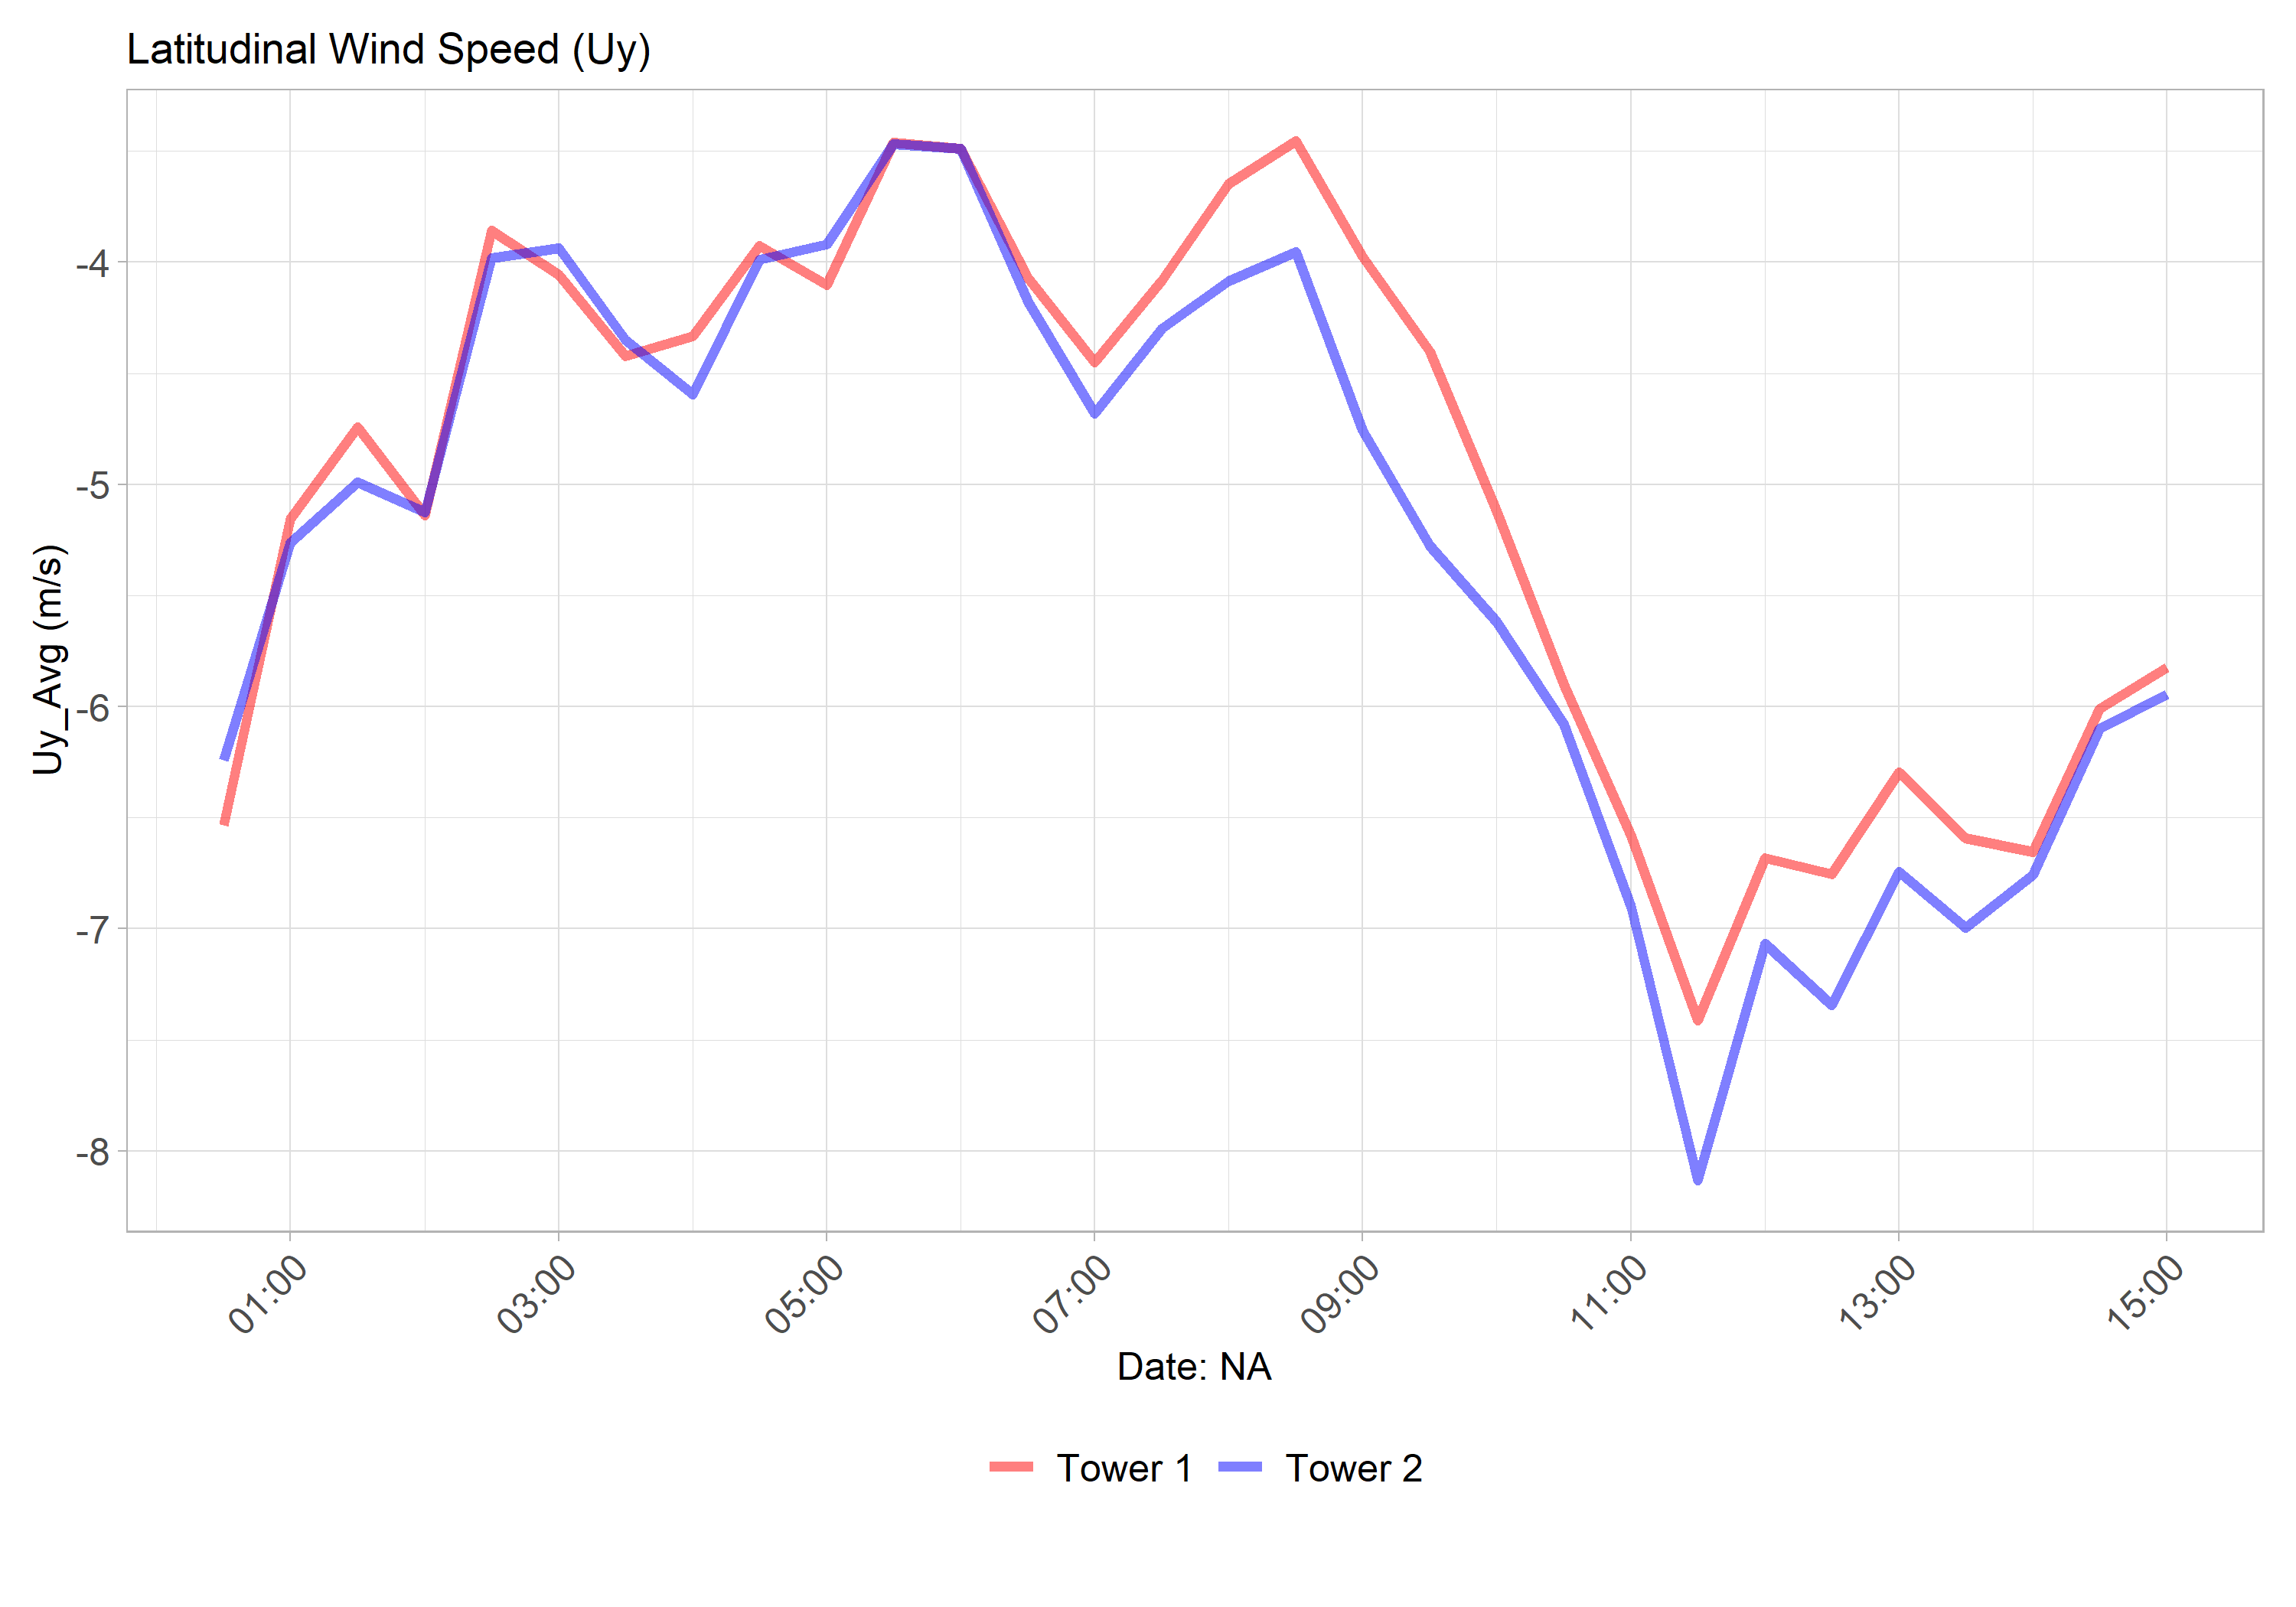 Latitudinal Wind Speed (Uy)
Uy_Avg (m/s)
-4
-5
-6
-7
-8
01:00
03:00
05:00
07:00
09:00
11:00
13:00
15:00
Date: NA
Tower 1
Tower 2